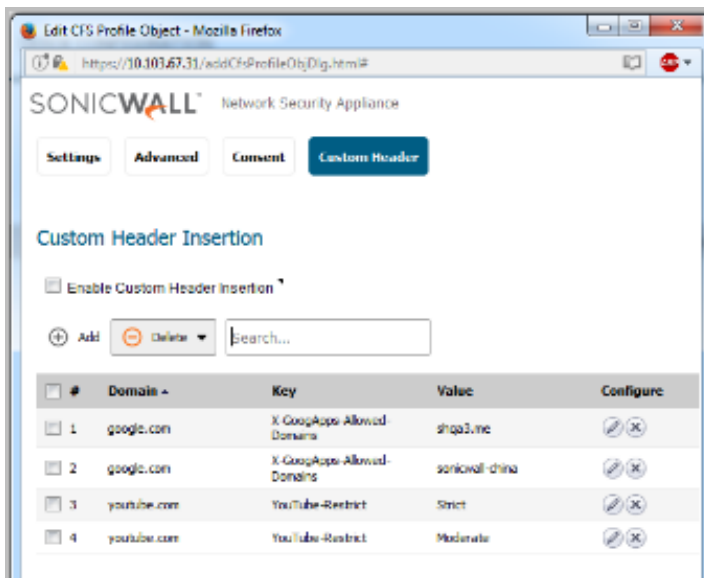 Edit CFS Profile Object - Mozilla Firefox
https://10.103.67.31/addCfsProfileObjDlg.html#
SONICWALL Network Security Appliance
Settings Advanced Consent Custom Header
Custom Header Insertion
Enable Custom Header Insertion
Add Delete Search...
# Domain Key Value Configure
1 google.com X-GoogApps-Allowed-Domains shqa3.me
2 google.com X-GoogApps-Allowed-Domains sonicwall-china
3 youtube.com YouTube-Restrict Strict
4 youtube.com YouTube-Restrict Moderate